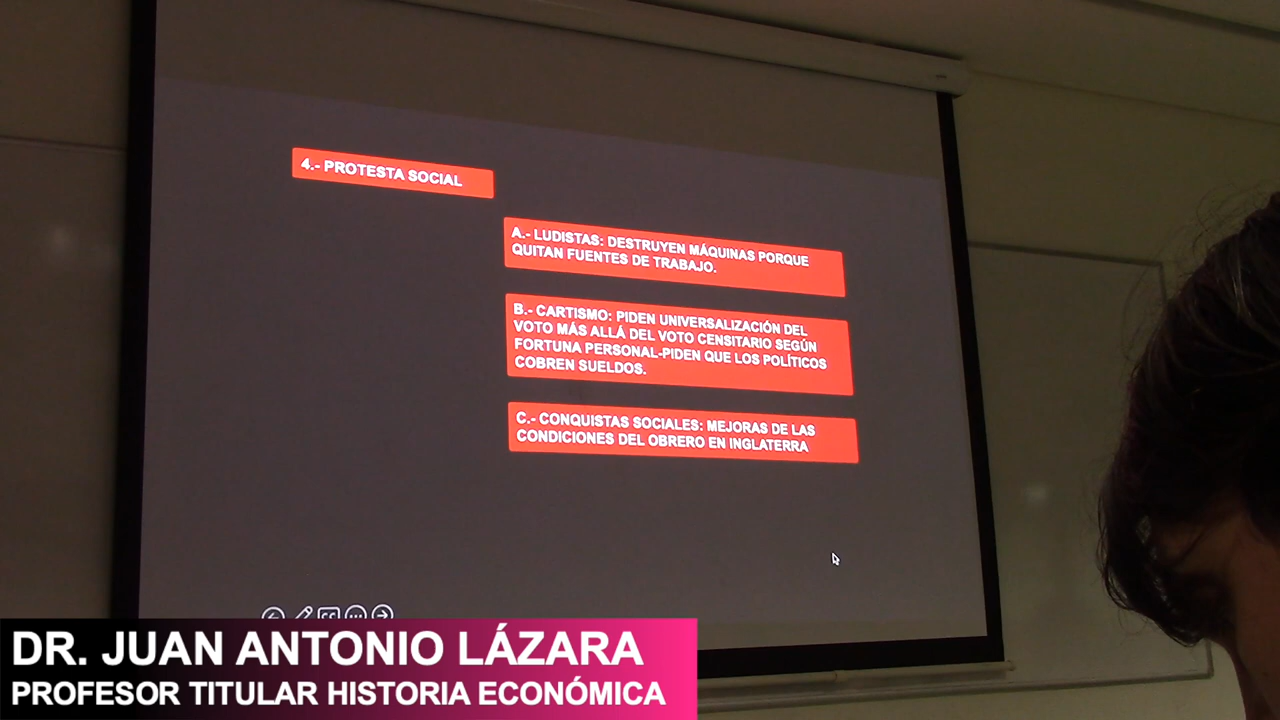 4.- PROTESTA SOCIAL
A.- LUDISTAS: DESTRUYEN MÁQUINAS PORQUE
QUITAN FUENTES DE TRABAJO.
B.- CARTISMO: PIDEN UNIVERSALIZACIÓN DEL
VOTO MÁS ALLÁ DEL VOTO CENSITARIO SEGÚN
FORTUNA PERSONAL-PIDEN QUE LOS POLÍTICOS
COBREN SUELDOS.
C.- CONQUISTAS SOCIALES: MEJORAS DE LAS
CONDICIONES DEL OBRERO EN INGLATERRA
DR. JUAN ANTONIO LÁZARA
PROFESOR TITULAR HISTORIA ECONÓMICA